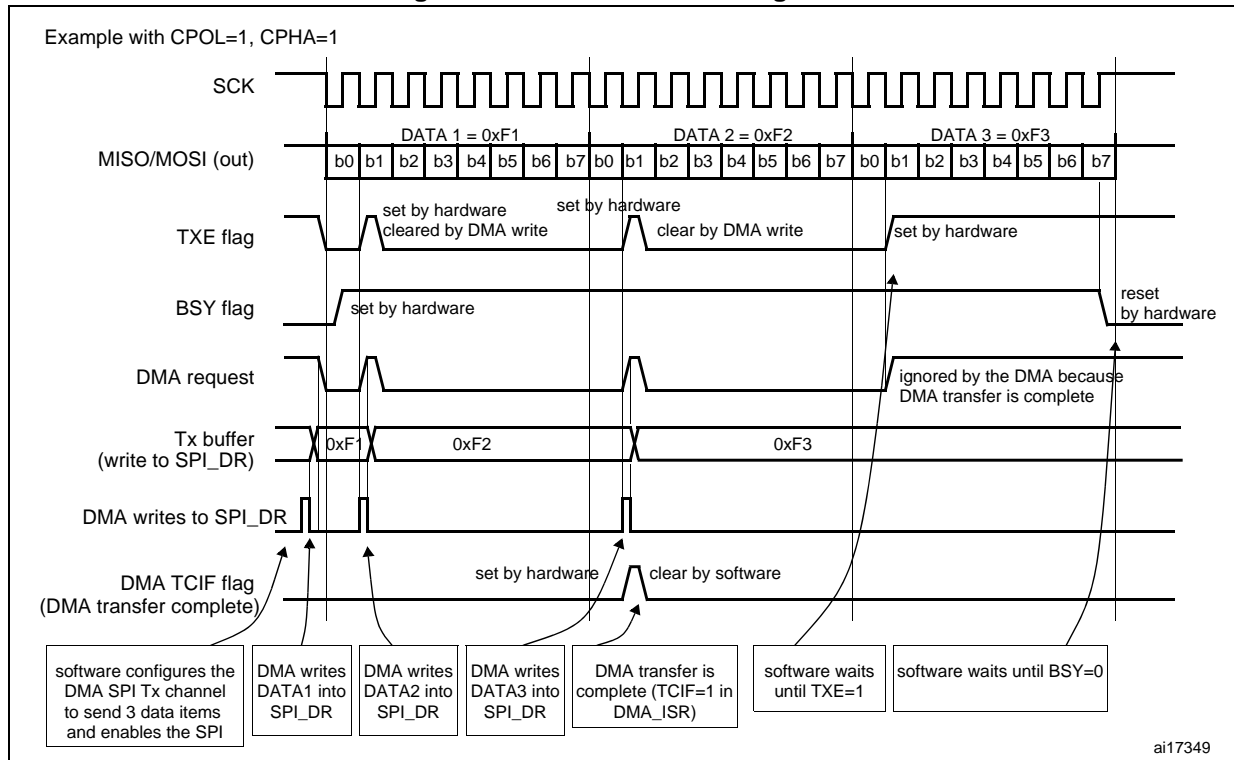 Example with CPOL=1, CPHA=1
SCK
DATA 1 = 0xF1 DATA 2 = 0xF2 DATA 3 = 0xF3
MISO/MOSI (out) b0 b1 b2 b3 b4 b5 b6 b7 b0 b1 b2 b3 b4 b5 b6 b7 b0 b1 b2 b3 b4 b5 b6 b7
set by hardware
cleared by DMA write
set by hardware
TXE flag
clear by DMA write
set by hardware
BSY flag
set by hardware
reset
by hardware
DMA request
ignored by the DMA because
DMA transfer is complete
Tx buffer
(write to SPI_DR)
0xF1 0xF2 0xF3
DMA writes to SPI_DR
DMA TCIF flag
(DMA transfer complete)
set by hardware
clear by software
software configures the
DMA SPI Tx channel
to send 3 data items
and enables the SPI
DMA writes
DATA1 into
SPI_DR
DMA writes
DATA2 into
SPI_DR
DMA writes
DATA3 into
SPI_DR
DMA transfer is
complete (TCIF=1 in
DMA_ISR)
software waits
until TXE=1
software waits until BSY=0
ai17349